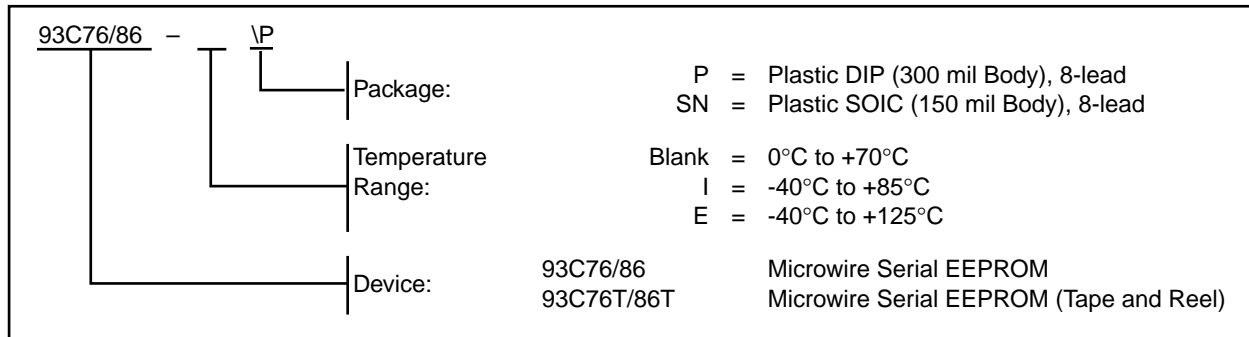 93C76/86 – \P
Package:
P = Plastic DIP (300 mil Body), 8-lead
SN = Plastic SOIC (150 mil Body), 8-lead
Temperature
Range:
Blank = 0°C to +70°C
I = -40°C to +85°C
E = -40°C to +125°C
Device:
93C76/86 Microwire Serial EEPROM
93C76T/86T Microwire Serial EEPROM (Tape and Reel)